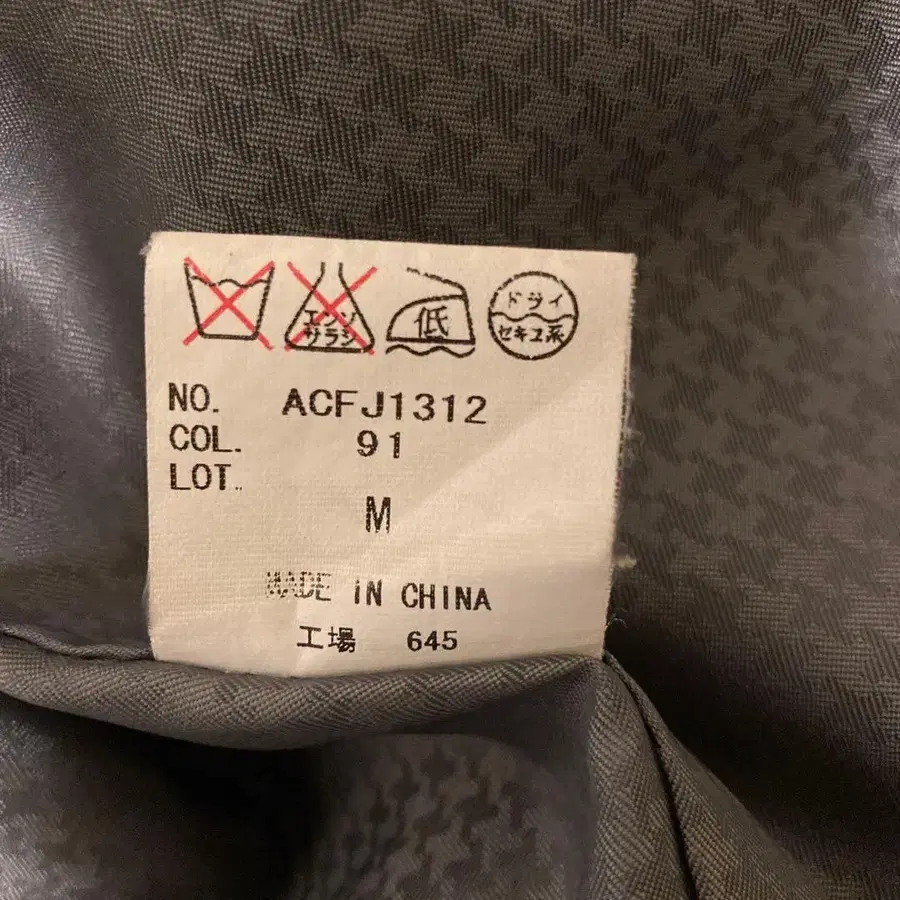 エンソ
サラシ
低
ドライ
セキユ系
NO. ACFJ1312
COL. 91
LOT.
M
MADE IN CHINA
工場 645